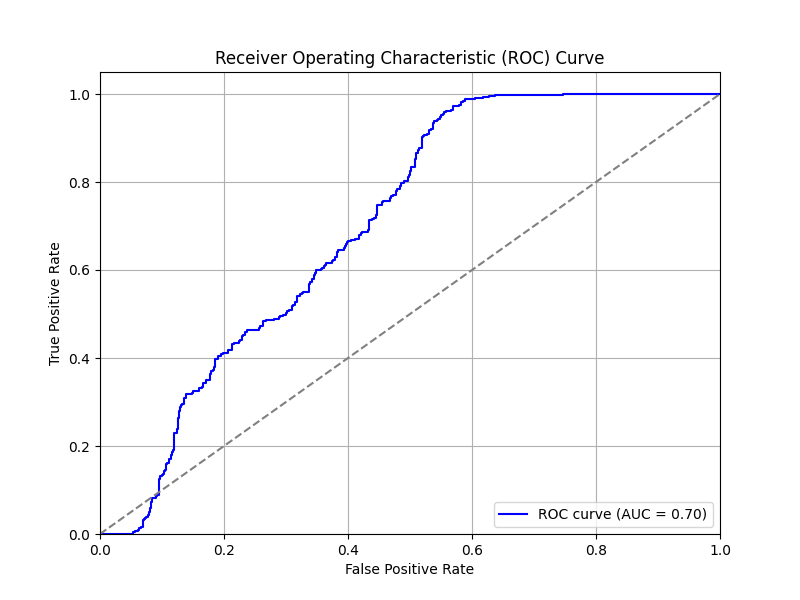 Receiver Operating Characteristic (ROC) Curve
True Positive Rate
1.0
0.8
0.6
0.4
0.2
0.0
0.0 0.2 0.4 0.6 0.8 1.0
False Positive Rate
ROC curve (AUC = 0.70)